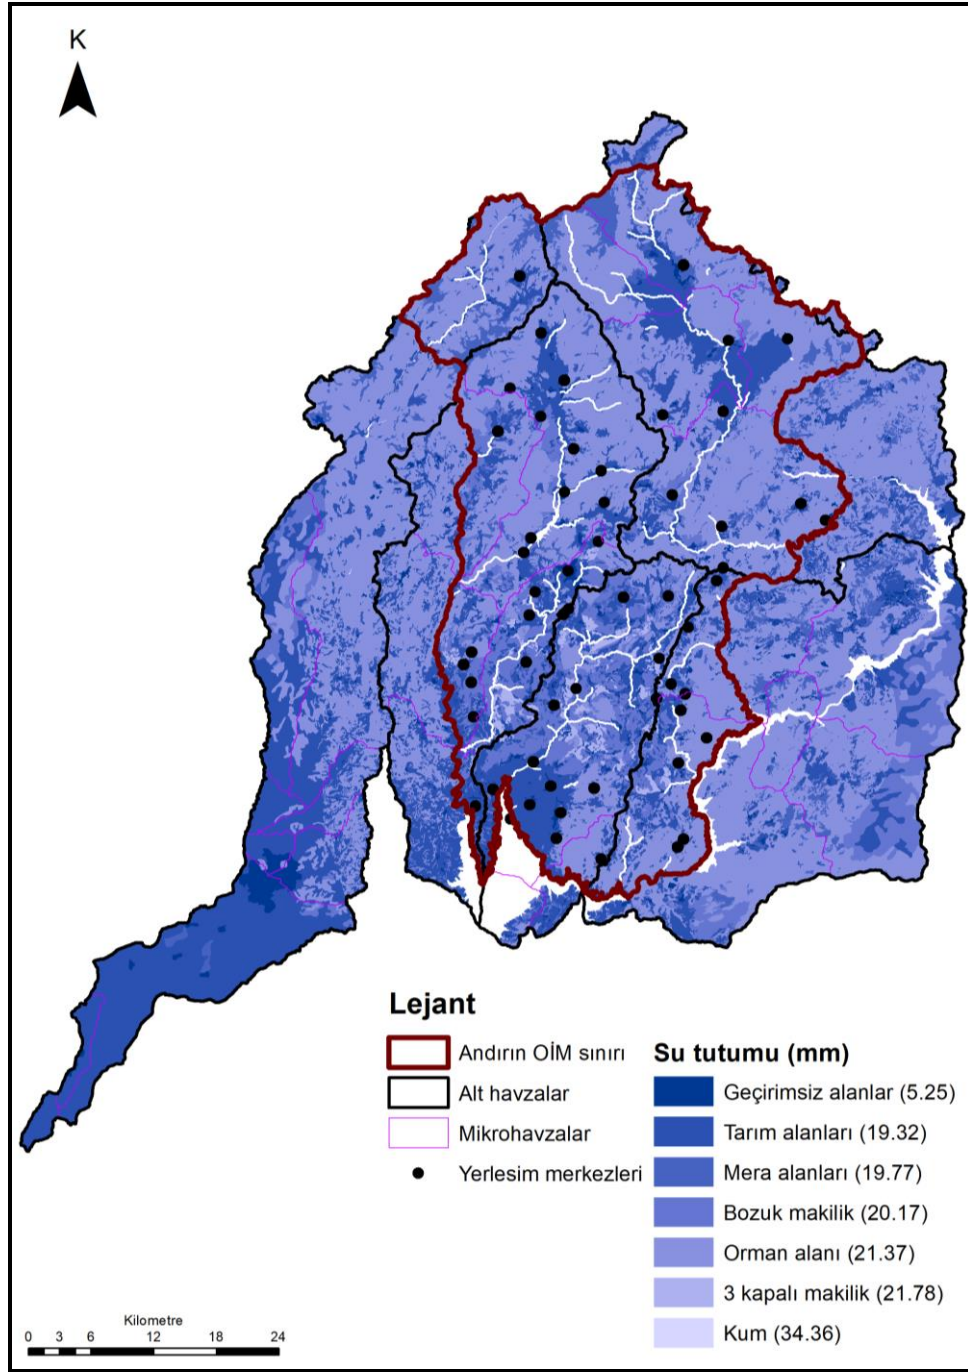 K
Lejant
Andırın OİM sınırı
Alt havzalar
Mikrohavzalar
Yerlesim merkezleri
Su tutumu (mm)
Geçirimsiz alanlar (5.25)
Tarım alanları (19.32)
Mera alanları (19.77)
Bozuk makilik (20.17)
Orman alanı (21.37)
3 kapalı makilik (21.78)
Kum (34.36)
Kilometre
0 3 6 12 18 24